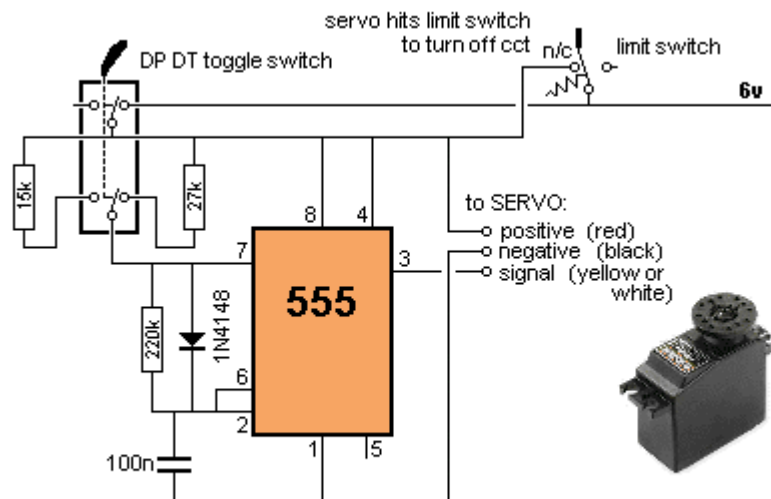 servo hits limit switch
to turn off cct
n/c
limit switch
DP DT toggle switch
6v
15k
27k
8
4
to SERVO:
positive (red)
negative (black)
signal (yellow or
white)
7
3
555
220k
1N4148
6
2
1
5
100n